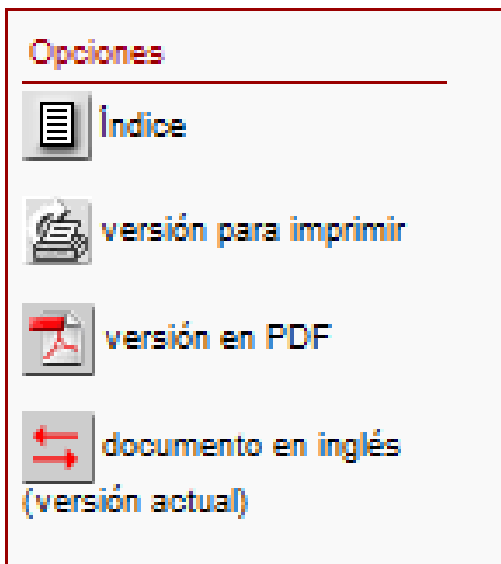 Opciones
Índice
versión para imprimir
versión en PDF
documento en inglés
(versión actual)